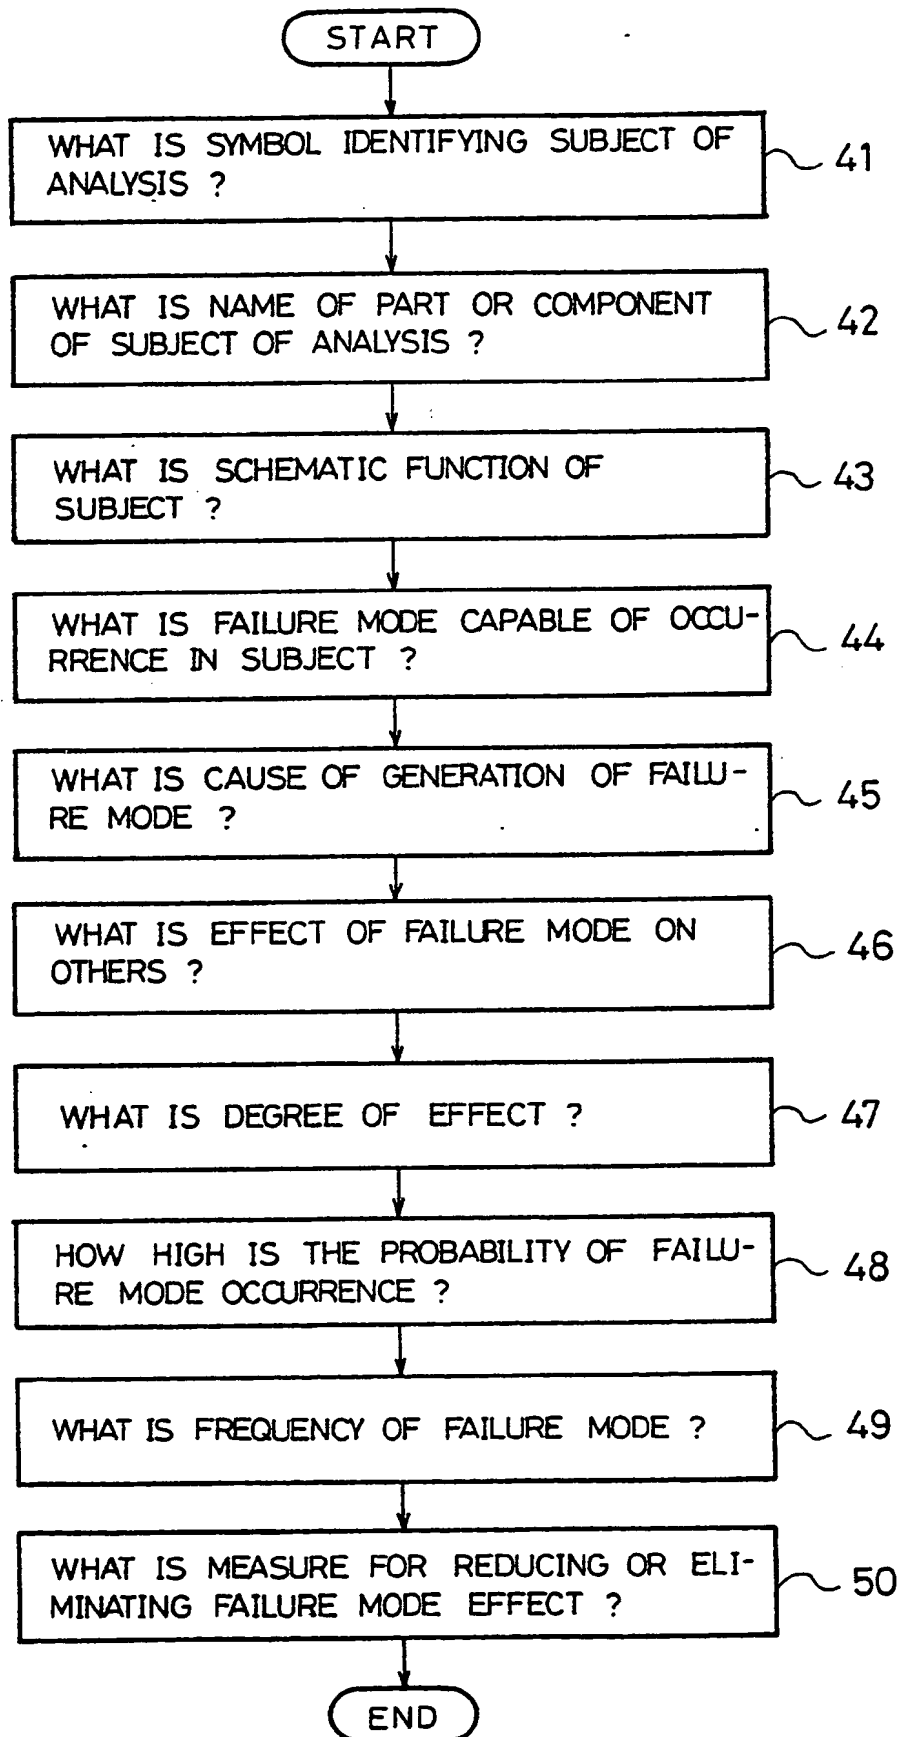 START
WHAT IS SYMBOL IDENTIFYING SUBJECT OF
ANALYSIS ?
41
WHAT IS NAME OF PART OR COMPONENT
OF SUBJECT OF ANALYSIS ?
42
WHAT IS SCHEMATIC FUNCTION OF
SUBJECT ?
43
WHAT IS FAILURE MODE CAPABLE OF OCCU-
RRENCE IN SUBJECT ?
44
WHAT IS CAUSE OF GENERATION OF FAILU-
RE MODE ?
45
WHAT IS EFFECT OF FAILURE MODE ON
OTHERS ?
46
WHAT IS DEGREE OF EFFECT ?
47
HOW HIGH IS THE PROBABILITY OF FAILU-
RE MODE OCCURRENCE ?
48
WHAT IS FREQUENCY OF FAILURE MODE ?
49
WHAT IS MEASURE FOR REDUCING OR ELI-
MINATING FAILURE MODE EFFECT ?
50
END